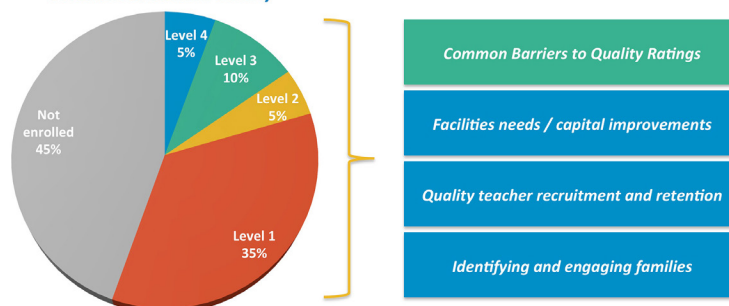 Level 4
5%
Level 3
10%
Level 2
5%
Not
enrolled
45%
Level 1
35%
Common Barriers to Quality Ratings
Facilities needs / capital improvements
Quality teacher recruitment and retention
Identifying and engaging families